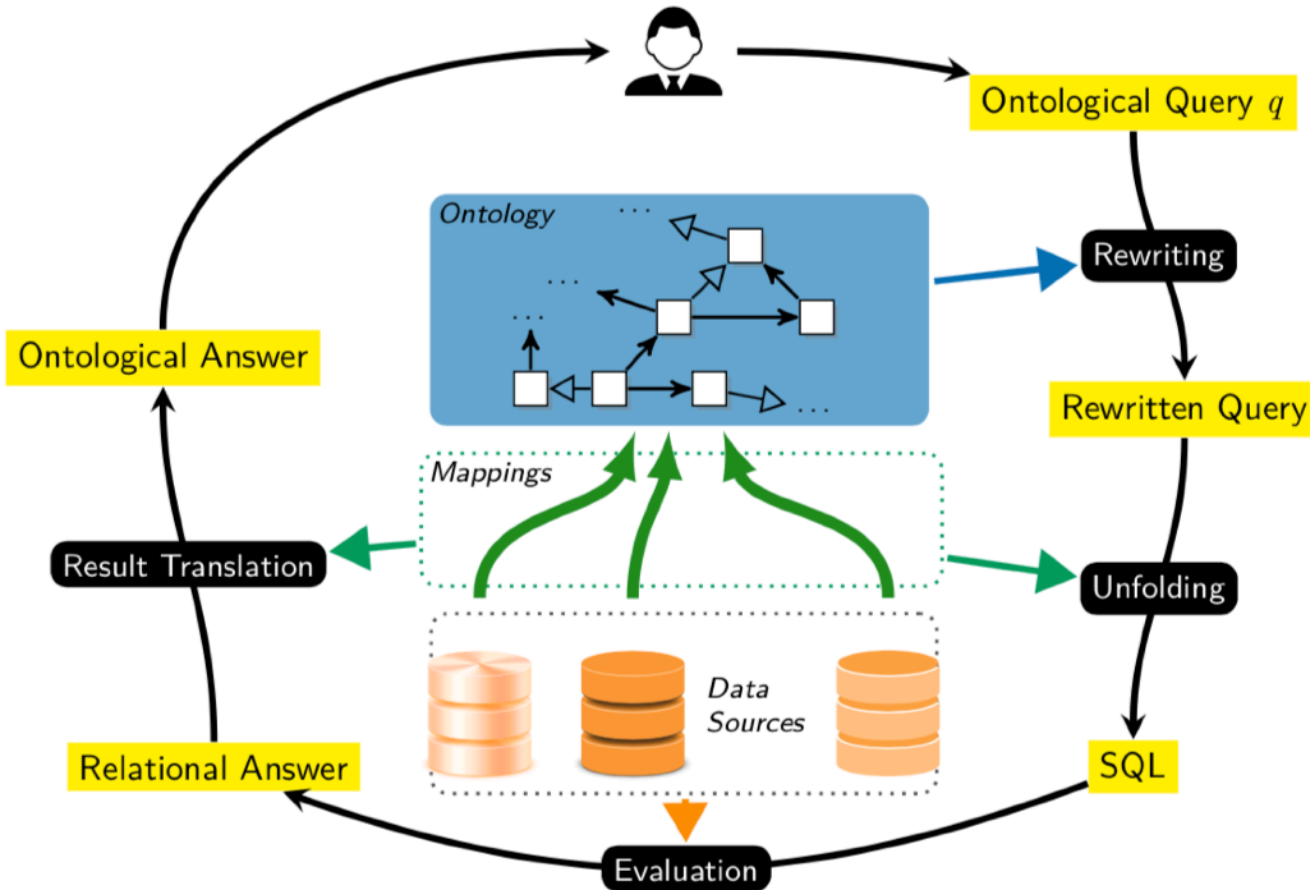 Ontological Query q
Ontology
...
...
...
Rewriting
Ontological Answer
...
Rewritten Query
Mappings
Result Translation
Unfolding
Data
Sources
Relational Answer
SQL
Evaluation